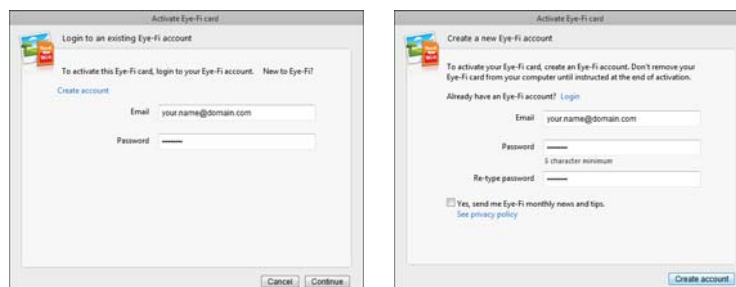 Activate Eye-Fi card
Login to an existing Eye-Fi account
To activate this Eye-Fi card, login to your Eye-Fi account. New to Eye-Fi?
Create account
Email your.name@domain.com
Password
Cancel Continue
Activate Eye-Fi card
Create a new Eye-Fi account
To activate your Eye-Fi card, create an Eye-Fi account. Don't remove your
Eye-Fi card from your computer until instructed at the end of activation.
Already have an Eye-Fi account? Login
Email your.name@domain.com
Password
character minimum
Re-type password
Yes, send me Eye-Fi monthly news and tips.
See privacy policy
Create account